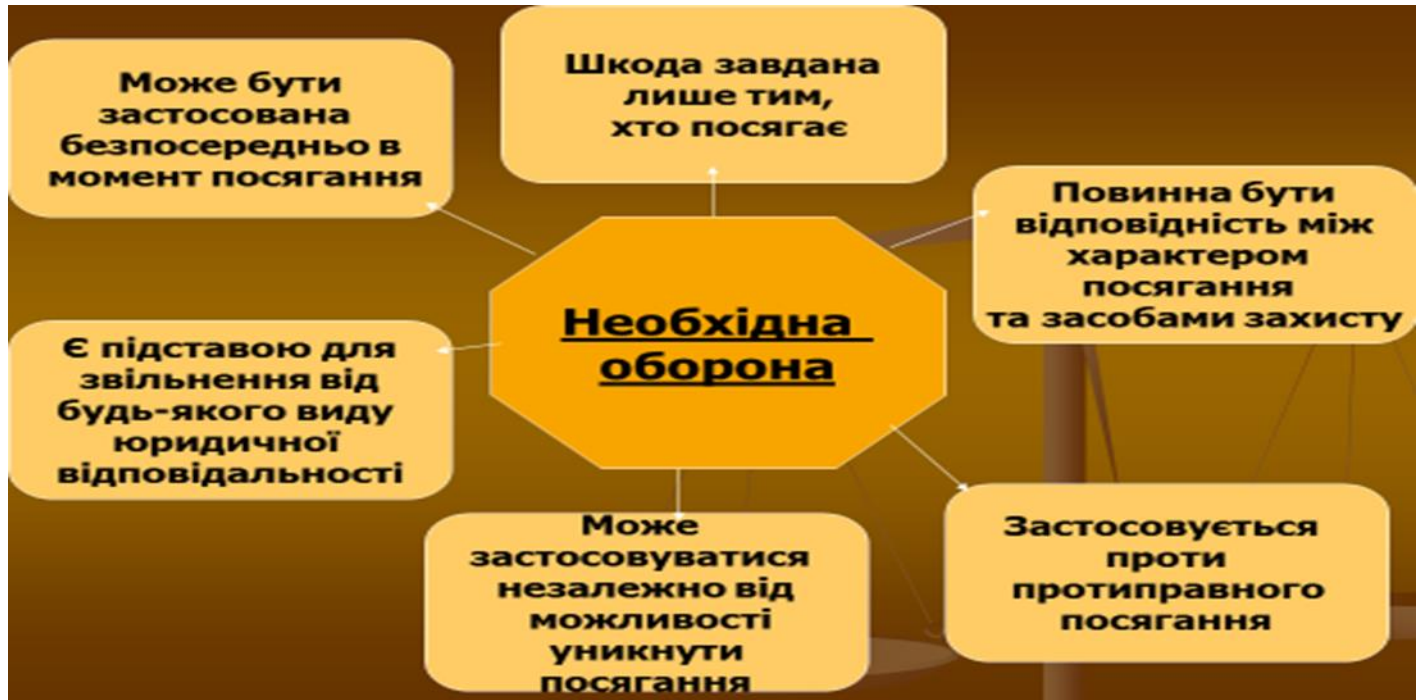 Може бути
застосована
безпосередньо в
момент посягання
Шкода завдана
лише тим,
хто посягає
Повинна бути
відповідність між
характером
посягання
та засобами захисту
Необхідна
оборона
Є підставою для
звільнення від
будь-якого виду
юридичної
відповідальності
Може
застосовуватися
незалежно від
можливості
уникнути
посягання
Застосовується
проти
протиправного
посягання